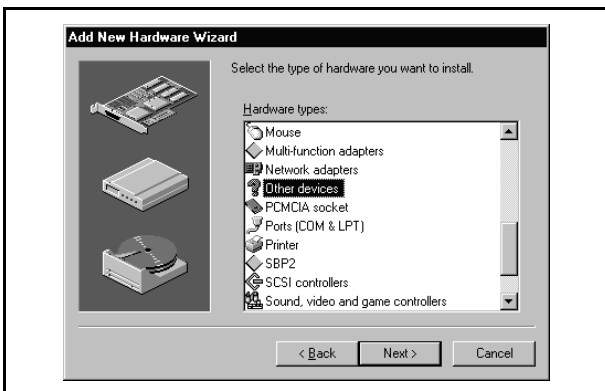 Add New Hardware Wizard
Select the type of hardware you want to install.
Hardware types:
Mouse
Multi-function adapters
Network adapters
Other devices
PCMCIA socket
Ports (COM & LPT)
Printer
SBP2
SCSI controllers
Sound, video and game controllers
< Back
Next >
Cancel